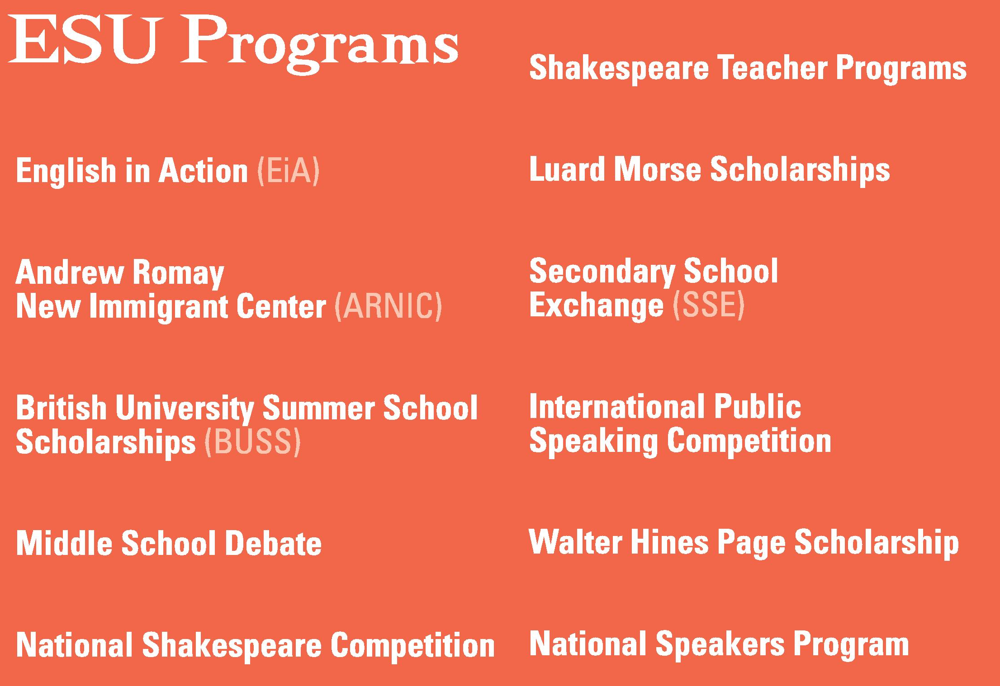 ESU Programs
English in Action (EiA)
Andrew Romay
New Immigrant Center (ARNIC)
British University Summer School
Scholarships (BUSS)
Middle School Debate
National Shakespeare Competition
Shakespeare Teacher Programs
Luard Morse Scholarships
Secondary School
Exchange (SSE)
International Public
Speaking Competition
Walter Hines Page Scholarship
National Speakers Program